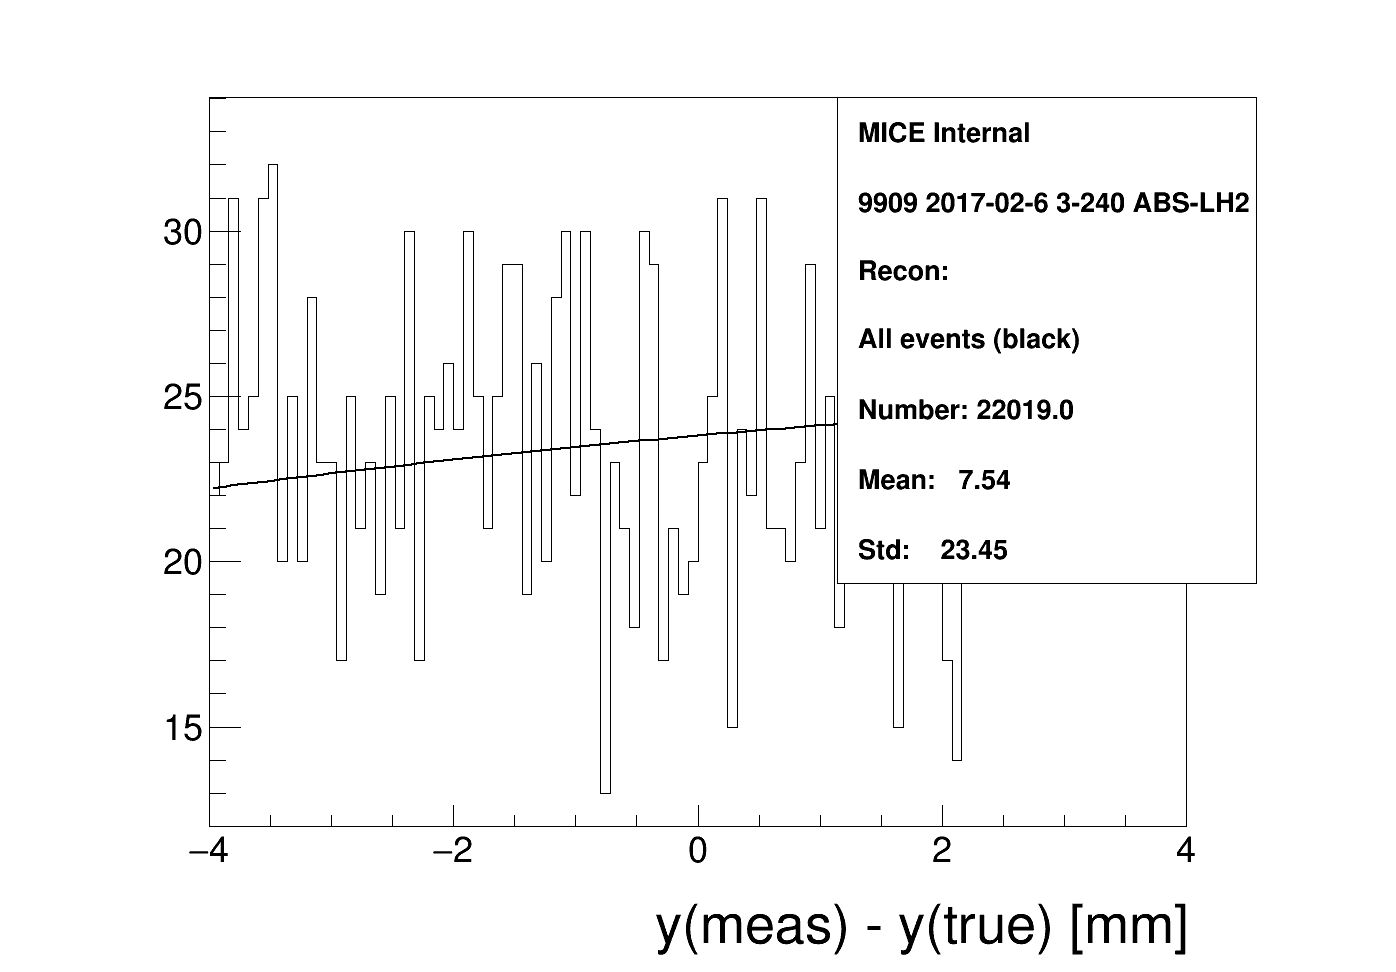 MICE Internal
9909 2017-02-6 3-240 ABS-LH2
Recon:
All events (black)
Number: 22019.0
Mean: 7.54
Std: 23.45
30
25
20
15
−4 −2 0 2 4
y(meas) - y(true) [mm]